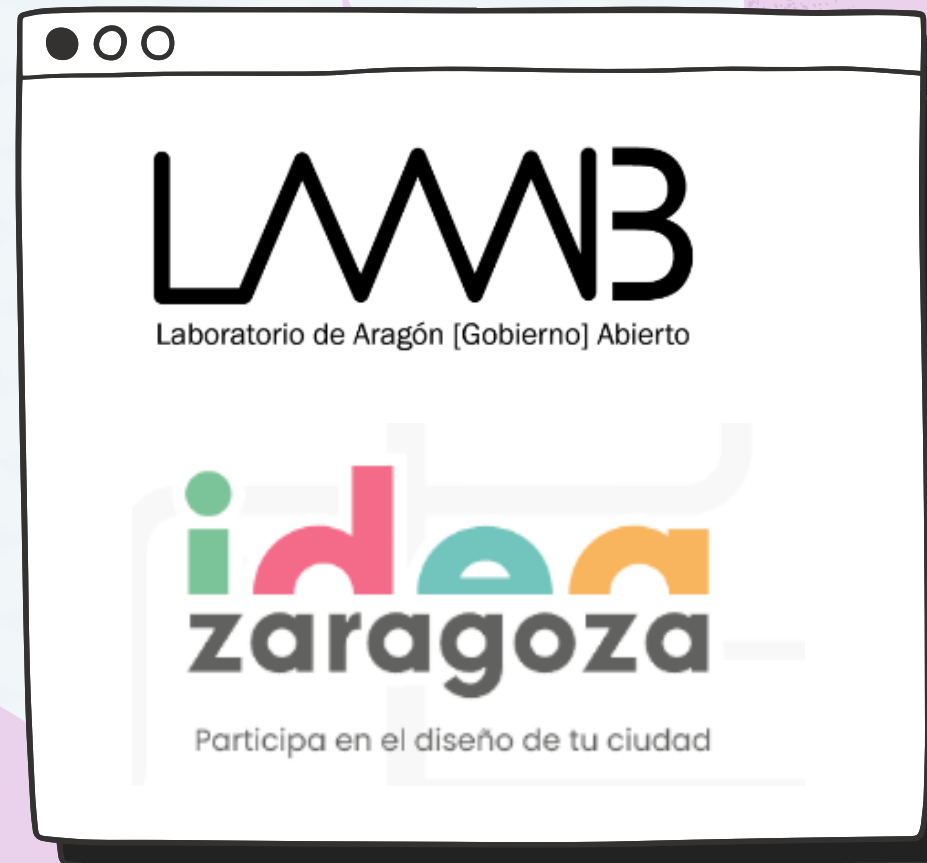 LAAAB
Laboratorio de Aragón [Gobierno] Abierto
idea
zaragoza
Participa en el diseño de tu ciudad